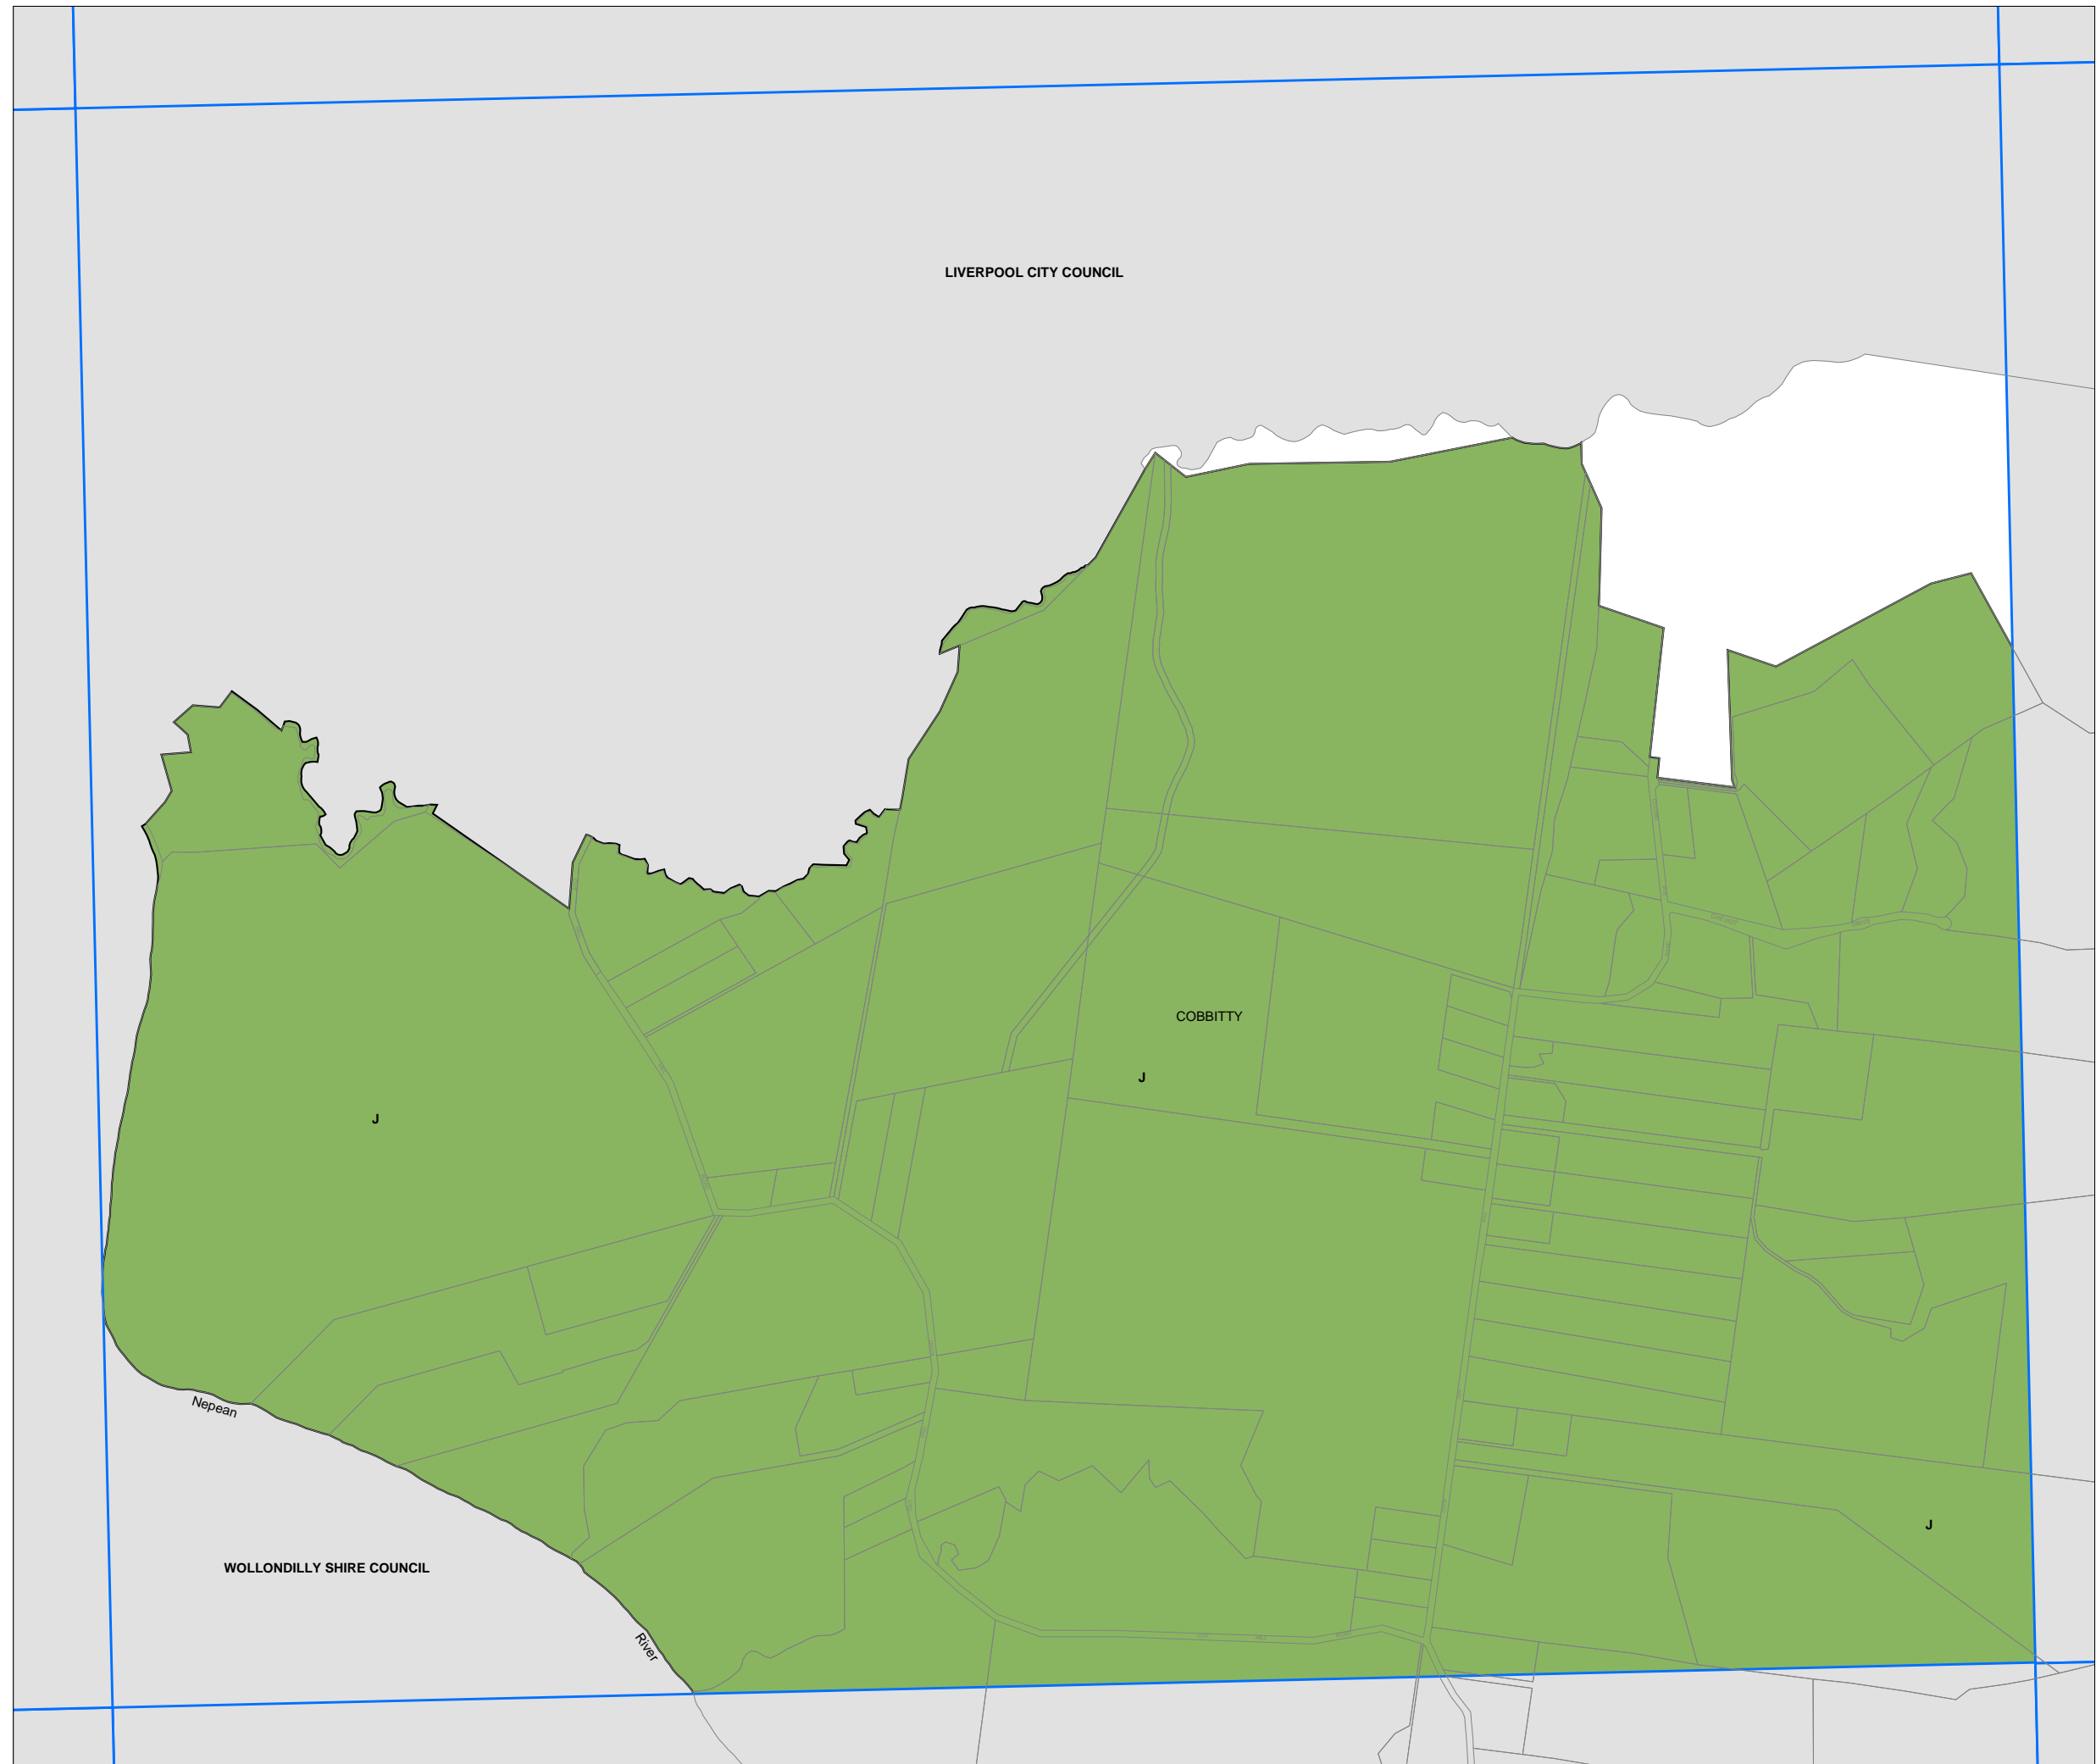 LIVERPOOL CITY COUNCIL
COBBITTY
J
J
Nepean
J
WOLLONDILLY SHIRE COUNCIL
River